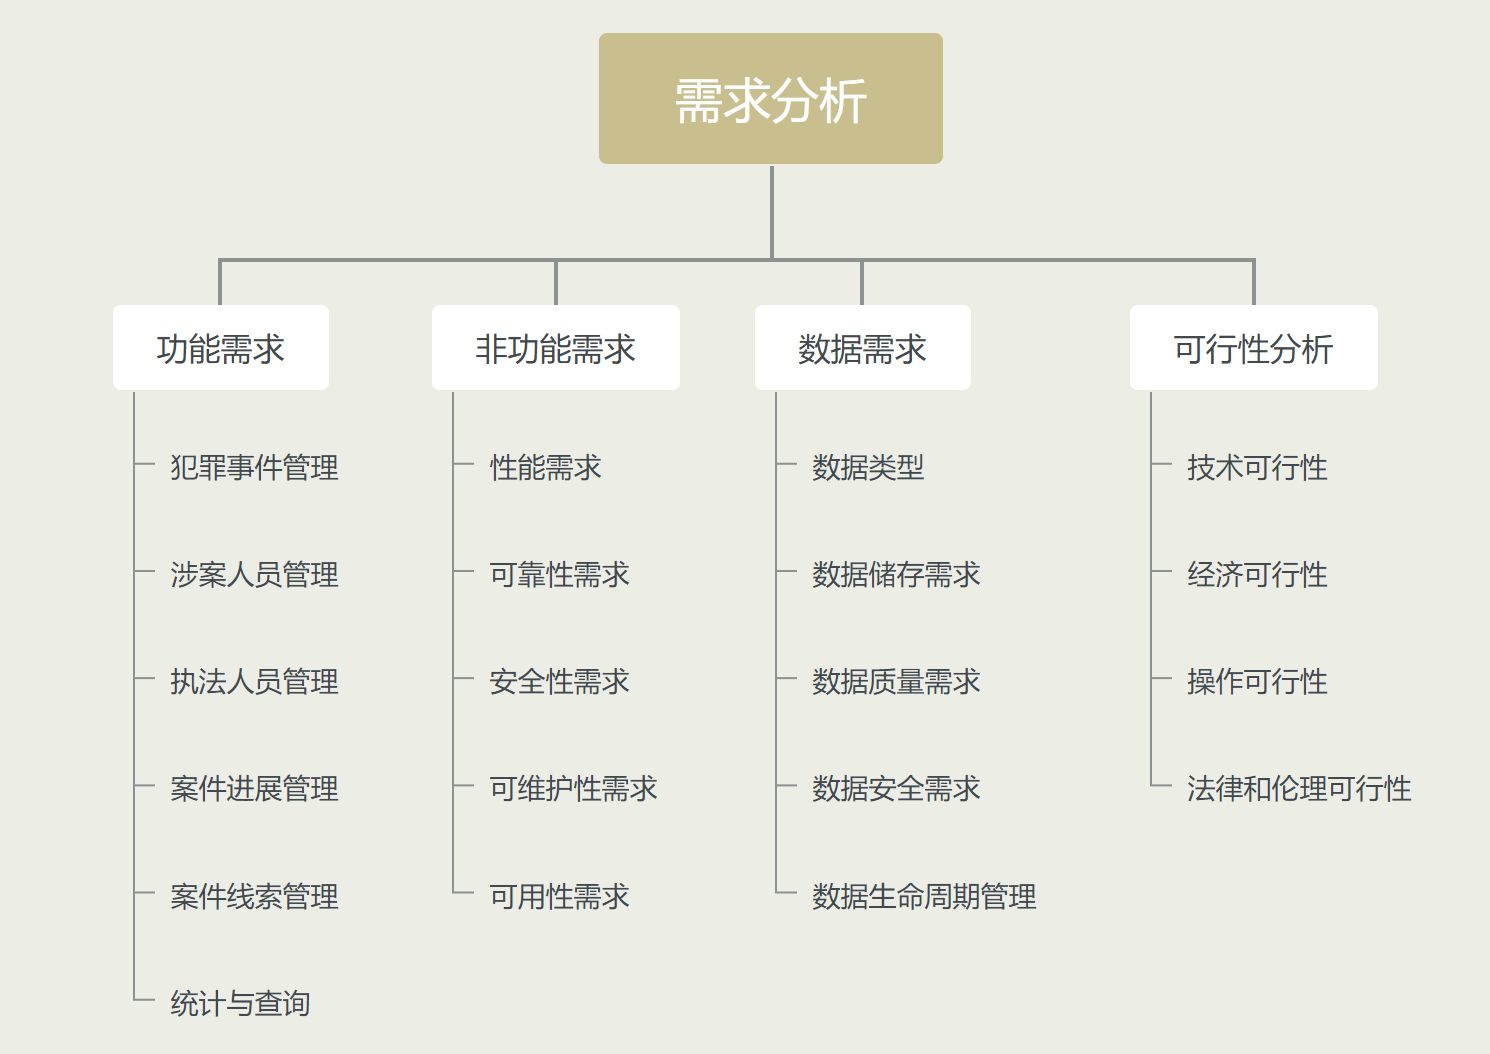 需求分析
功能需求
犯罪事件管理
涉案人员管理
执法人员管理
案件进展管理
案件线索管理
统计与查询
非功能需求
性能需求
可靠性需求
安全性需求
可维护性需求
可用性需求
数据需求
数据类型
数据储存需求
数据质量需求
数据安全需求
数据生命周期管理
可行性分析
技术可行性
经济可行性
操作可行性
法律和伦理可行性